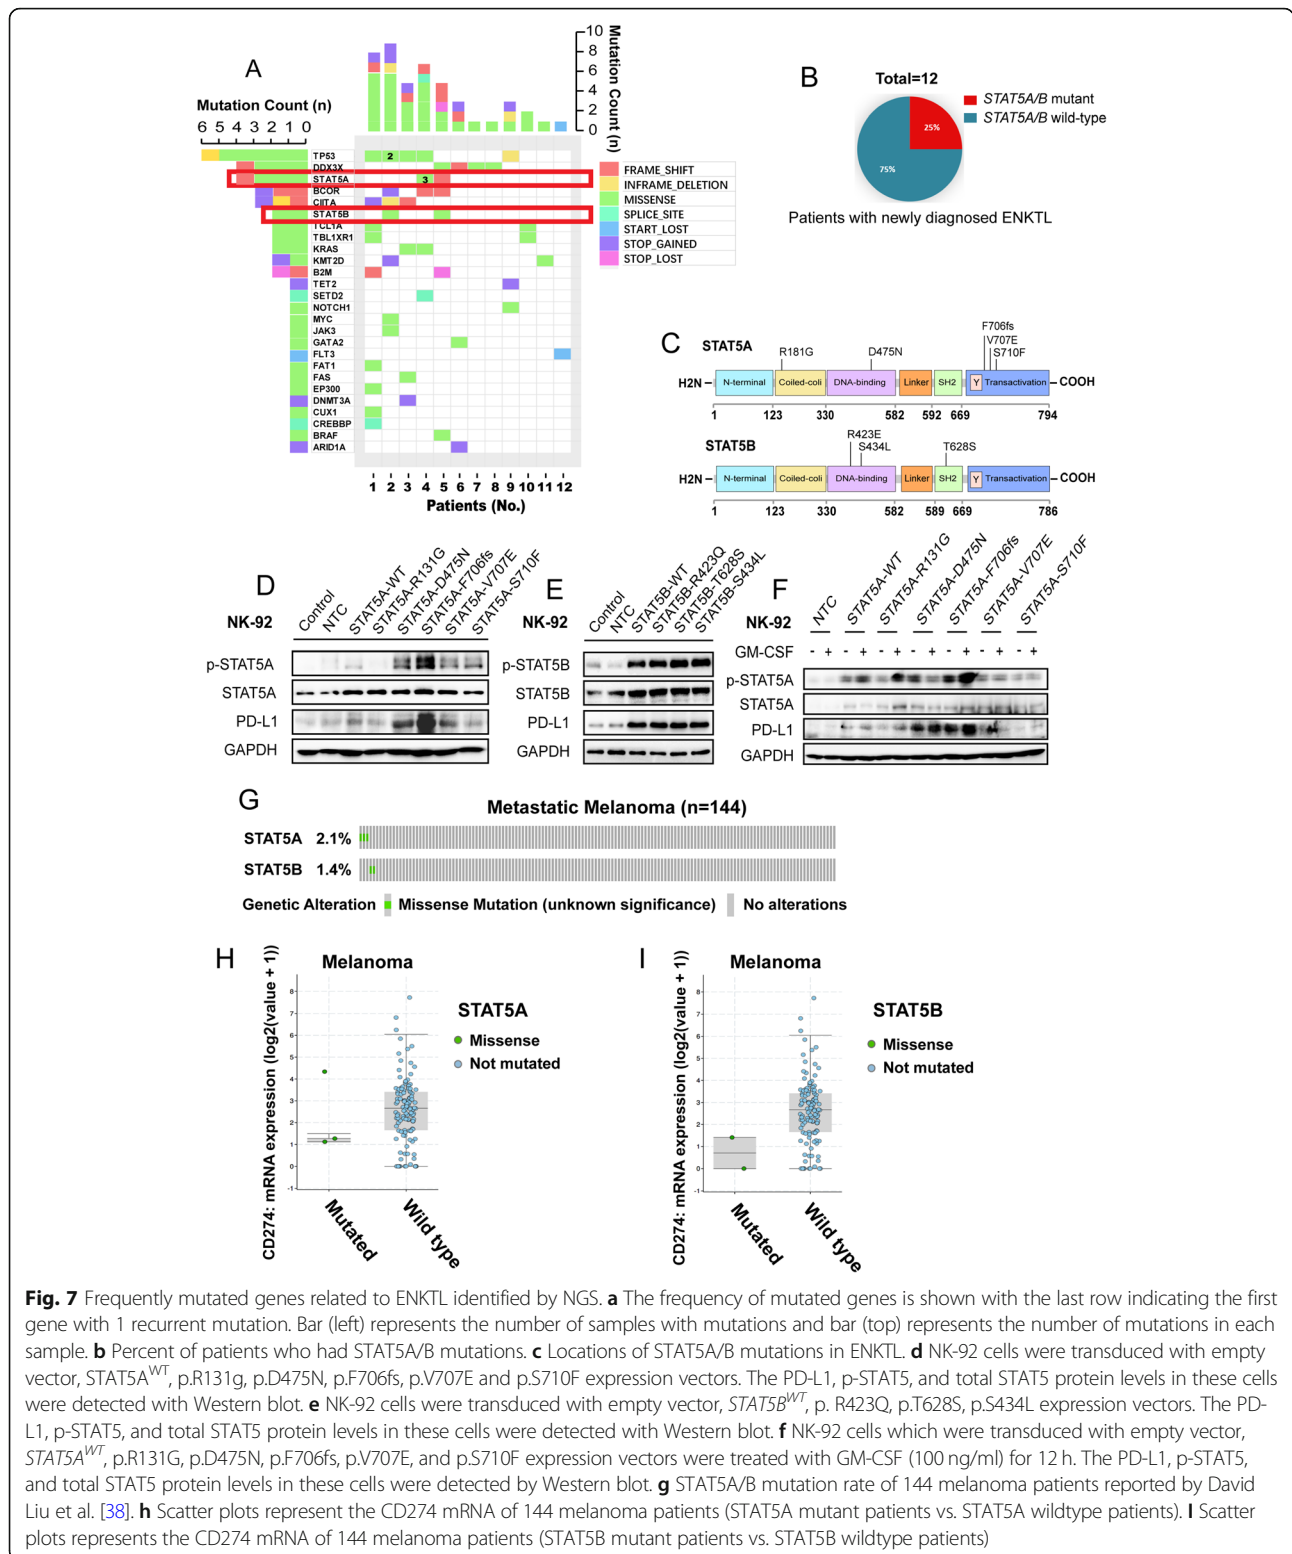 A
Mutation Count (n)
6 5 4 3 2 1 0
10
8
6
4
2
0
Mutation Count (n)
TP53
DDX3X
STAT5A
BCOR
CIITA
STAT5B
TCL1A
TBL1XR1
KRAS
KMT2D
B2M
TET2
SETD2
NOTCH1
MYC
JAK3
GATA2
FLT3
FAT1
FAS
EP300
DNMT3A
CUX1
CREBBP
BRAF
ARID1A
2
3
FRAME_SHIFT
INFRAME_DELETION
MISSENSE
SPLICE_SITE
START_LOST
STOP_GAINED
STOP_LOST
1 2 3 4 5 6 7 8 9 10 11 12
Patients (No.)
B
Total=12
25%
75%
STAT5A/B mutant
STAT5A/B wild-type
Patients with newly diagnosed ENKTL
C
STAT5A
R181G
D475N
F706fs
V707E
S710F
H2N
N-terminal
Coiled-coli
DNA-binding
Linker
SH2
Y
Transactivation
COOH
1 123 330 582 592 669 794
STAT5B
R423E
S434L
T628S
H2N
N-terminal
Coiled-coli
DNA-binding
Linker
SH2
Y
Transactivation
COOH
1 123 330 582 589 669 786
D
NK-92
Control
NTC
STAT5A-WT
STAT5A-R131G
STAT5A-D475N
STAT5A-F706fs
STAT5A-V707E
STAT5A-S710F
p-STAT5A
STAT5A
PD-L1
GAPDH
E
NK-92
Control
NTC
STAT5B-WT
STAT5B-R423Q
STAT5B-T628S
STAT5B-S434L
p-STAT5B
STAT5B
PD-L1
GAPDH
F
NK-92
NTC
STAT5A-WT
STAT5A-R131G
STAT5A-D475N
STAT5A-F706fs
STAT5A-V707E
STAT5A-S710F
GM-CSF - + - + - + - + - + - + - +
p-STAT5A
STAT5A
PD-L1
GAPDH
G
Metastatic Melanoma (n=144)
STAT5A 2.1%
STAT5B 1.4%
Genetic Alteration Missense Mutation (unknown significance) No alterations
H
Melanoma
CD274: mRNA expression (log2(value + 1))
8
7
6
5
4
3
2
1
0
-1
Mutated
Wild type
STAT5A
Missense
Not mutated
I
Melanoma
CD274: mRNA expression (log2(value + 1))
8
7
6
5
4
3
2
1
0
-1
Mutated
Wild type
STAT5B
Missense
Not mutated
Fig. 7 Frequently mutated genes related to ENKTL identified by NGS. a The frequency of mutated genes is shown with the last row indicating the first
gene with 1 recurrent mutation. Bar (left) represents the number of samples with mutations and bar (top) represents the number of mutations in each
sample. b Percent of patients who had STAT5A/B mutations. c Locations of STAT5A/B mutations in ENKTL. d NK-92 cells were transduced with empty
vector, STAT5AWT, p.R131g, p.D475N, p.F706fs, p.V707E and p.S710F expression vectors. The PD-L1, p-STAT5, and total STAT5 protein levels in these cells
were detected with Western blot. e NK-92 cells were transduced with empty vector, STAT5BWT, p. R423Q, p.T628S, p.S434L expression vectors. The PD-
L1, p-STAT5, and total STAT5 protein levels in these cells were detected with Western blot. f NK-92 cells which were transduced with empty vector,
STAT5AWT, p.R131G, p.D475N, p.F706fs, p.V707E, and p.S710F expression vectors were treated with GM-CSF (100 ng/ml) for 12 h. The PD-L1, p-STAT5,
and total STAT5 protein levels in these cells were detected by Western blot. g STAT5A/B mutation rate of 144 melanoma patients reported by David
Liu et al. [38]. h Scatter plots represent the CD274 mRNA of 144 melanoma patients (STAT5A mutant patients vs. STAT5A wildtype patients). I Scatter
plots represents the CD274 mRNA of 144 melanoma patients (STAT5B mutant patients vs. STAT5B wildtype patients)